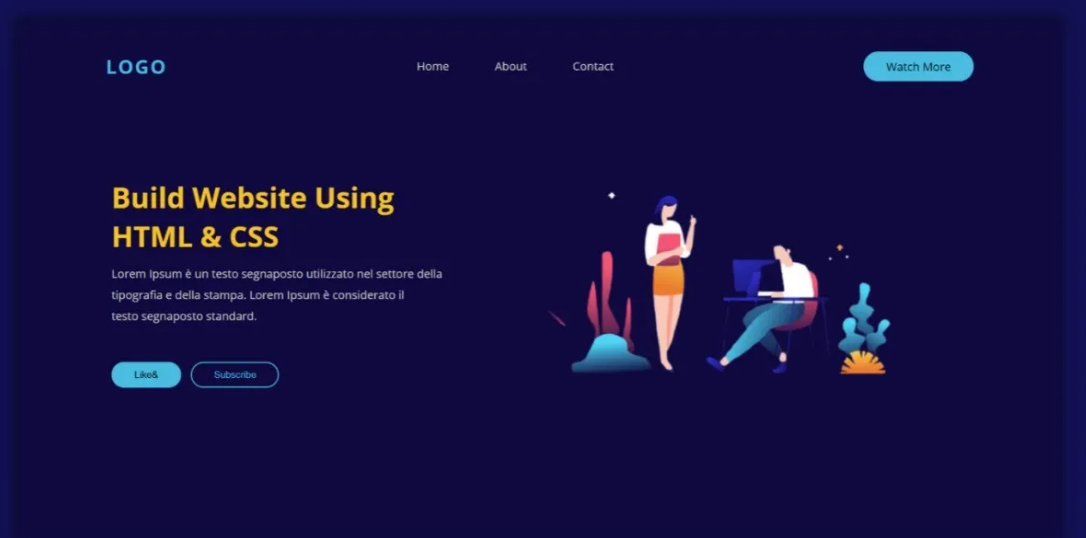 LOGO
Home
About
Contact
Watch More
Build Website Using
HTML & CSS
Lorem Ipsum è un testo segnaposto utilizzato nel settore della
tipografia e della stampa. Lorem Ipsum è considerato il
testo segnaposto standard.
Like&
Subscribe